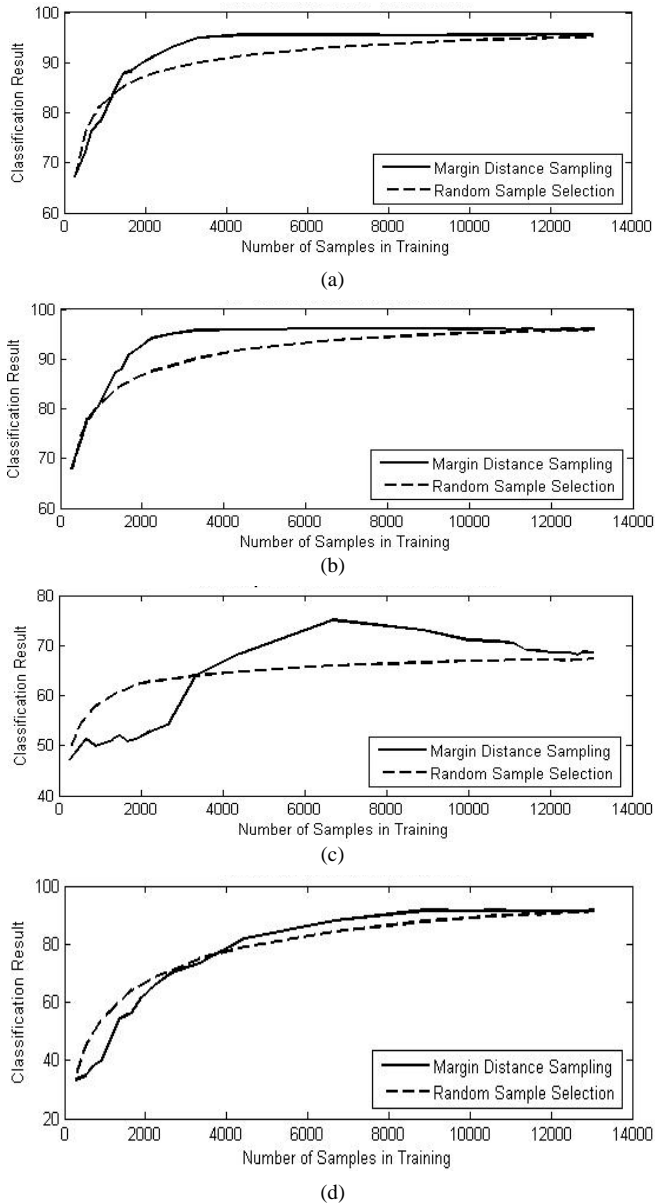 100
90
80
70
60
Classification Result
Margin Distance Sampling
Random Sample Selection
0 2000 4000 6000 8000 10000 12000 14000
Number of Samples in Training
(a)
100
90
80
70
60
Classification Result
Margin Distance Sampling
Random Sample Selection
0 2000 4000 6000 8000 10000 12000 14000
Number of Samples in Training
(b)
80
70
60
50
40
Classification Result
Margin Distance Sampling
Random Sample Selection
0 2000 4000 6000 8000 10000 12000 14000
Number of Samples in Training
(c)
100
80
60
40
20
Classification Result
Margin Distance Sampling
Random Sample Selection
0 2000 4000 6000 8000 10000 12000 14000
Number of Samples in Training
(d)